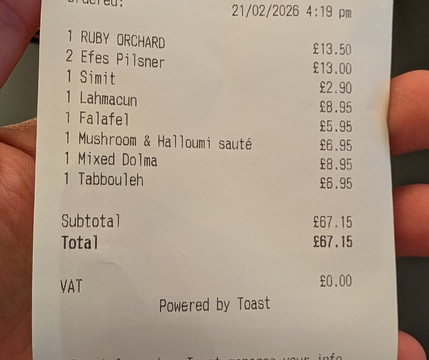 Ordered:
21/02/2026 4:19 pm
1 RUBY ORCHARD £13.50
2 Efes Pilsner £13.00
1 Simit £2.90
1 Lahmacun £8.95
1 Falafel £5.95
1 Mushroom & Halloumi sauté £6.95
1 Mixed Dolma £8.95
1 Tabbouleh £6.95
Subtotal £67.15
Total £67.15
VAT £0.00
Powered by Toast